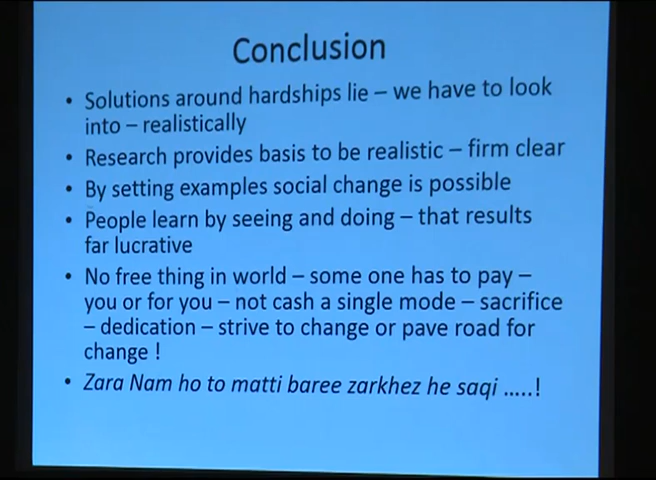 Conclusion
• Solutions around hardships lie – we have to look
into – realistically
• Research provides basis to be realistic – firm clear
• By setting examples social change is possible
• People learn by seeing and doing – that results
far lucrative
• No free thing in world – some one has to pay –
you or for you – not cash a single mode – sacrifice
– dedication – strive to change or pave road for
change !
• Zara Nam ho to matti baree zarkhez he saqi .....!